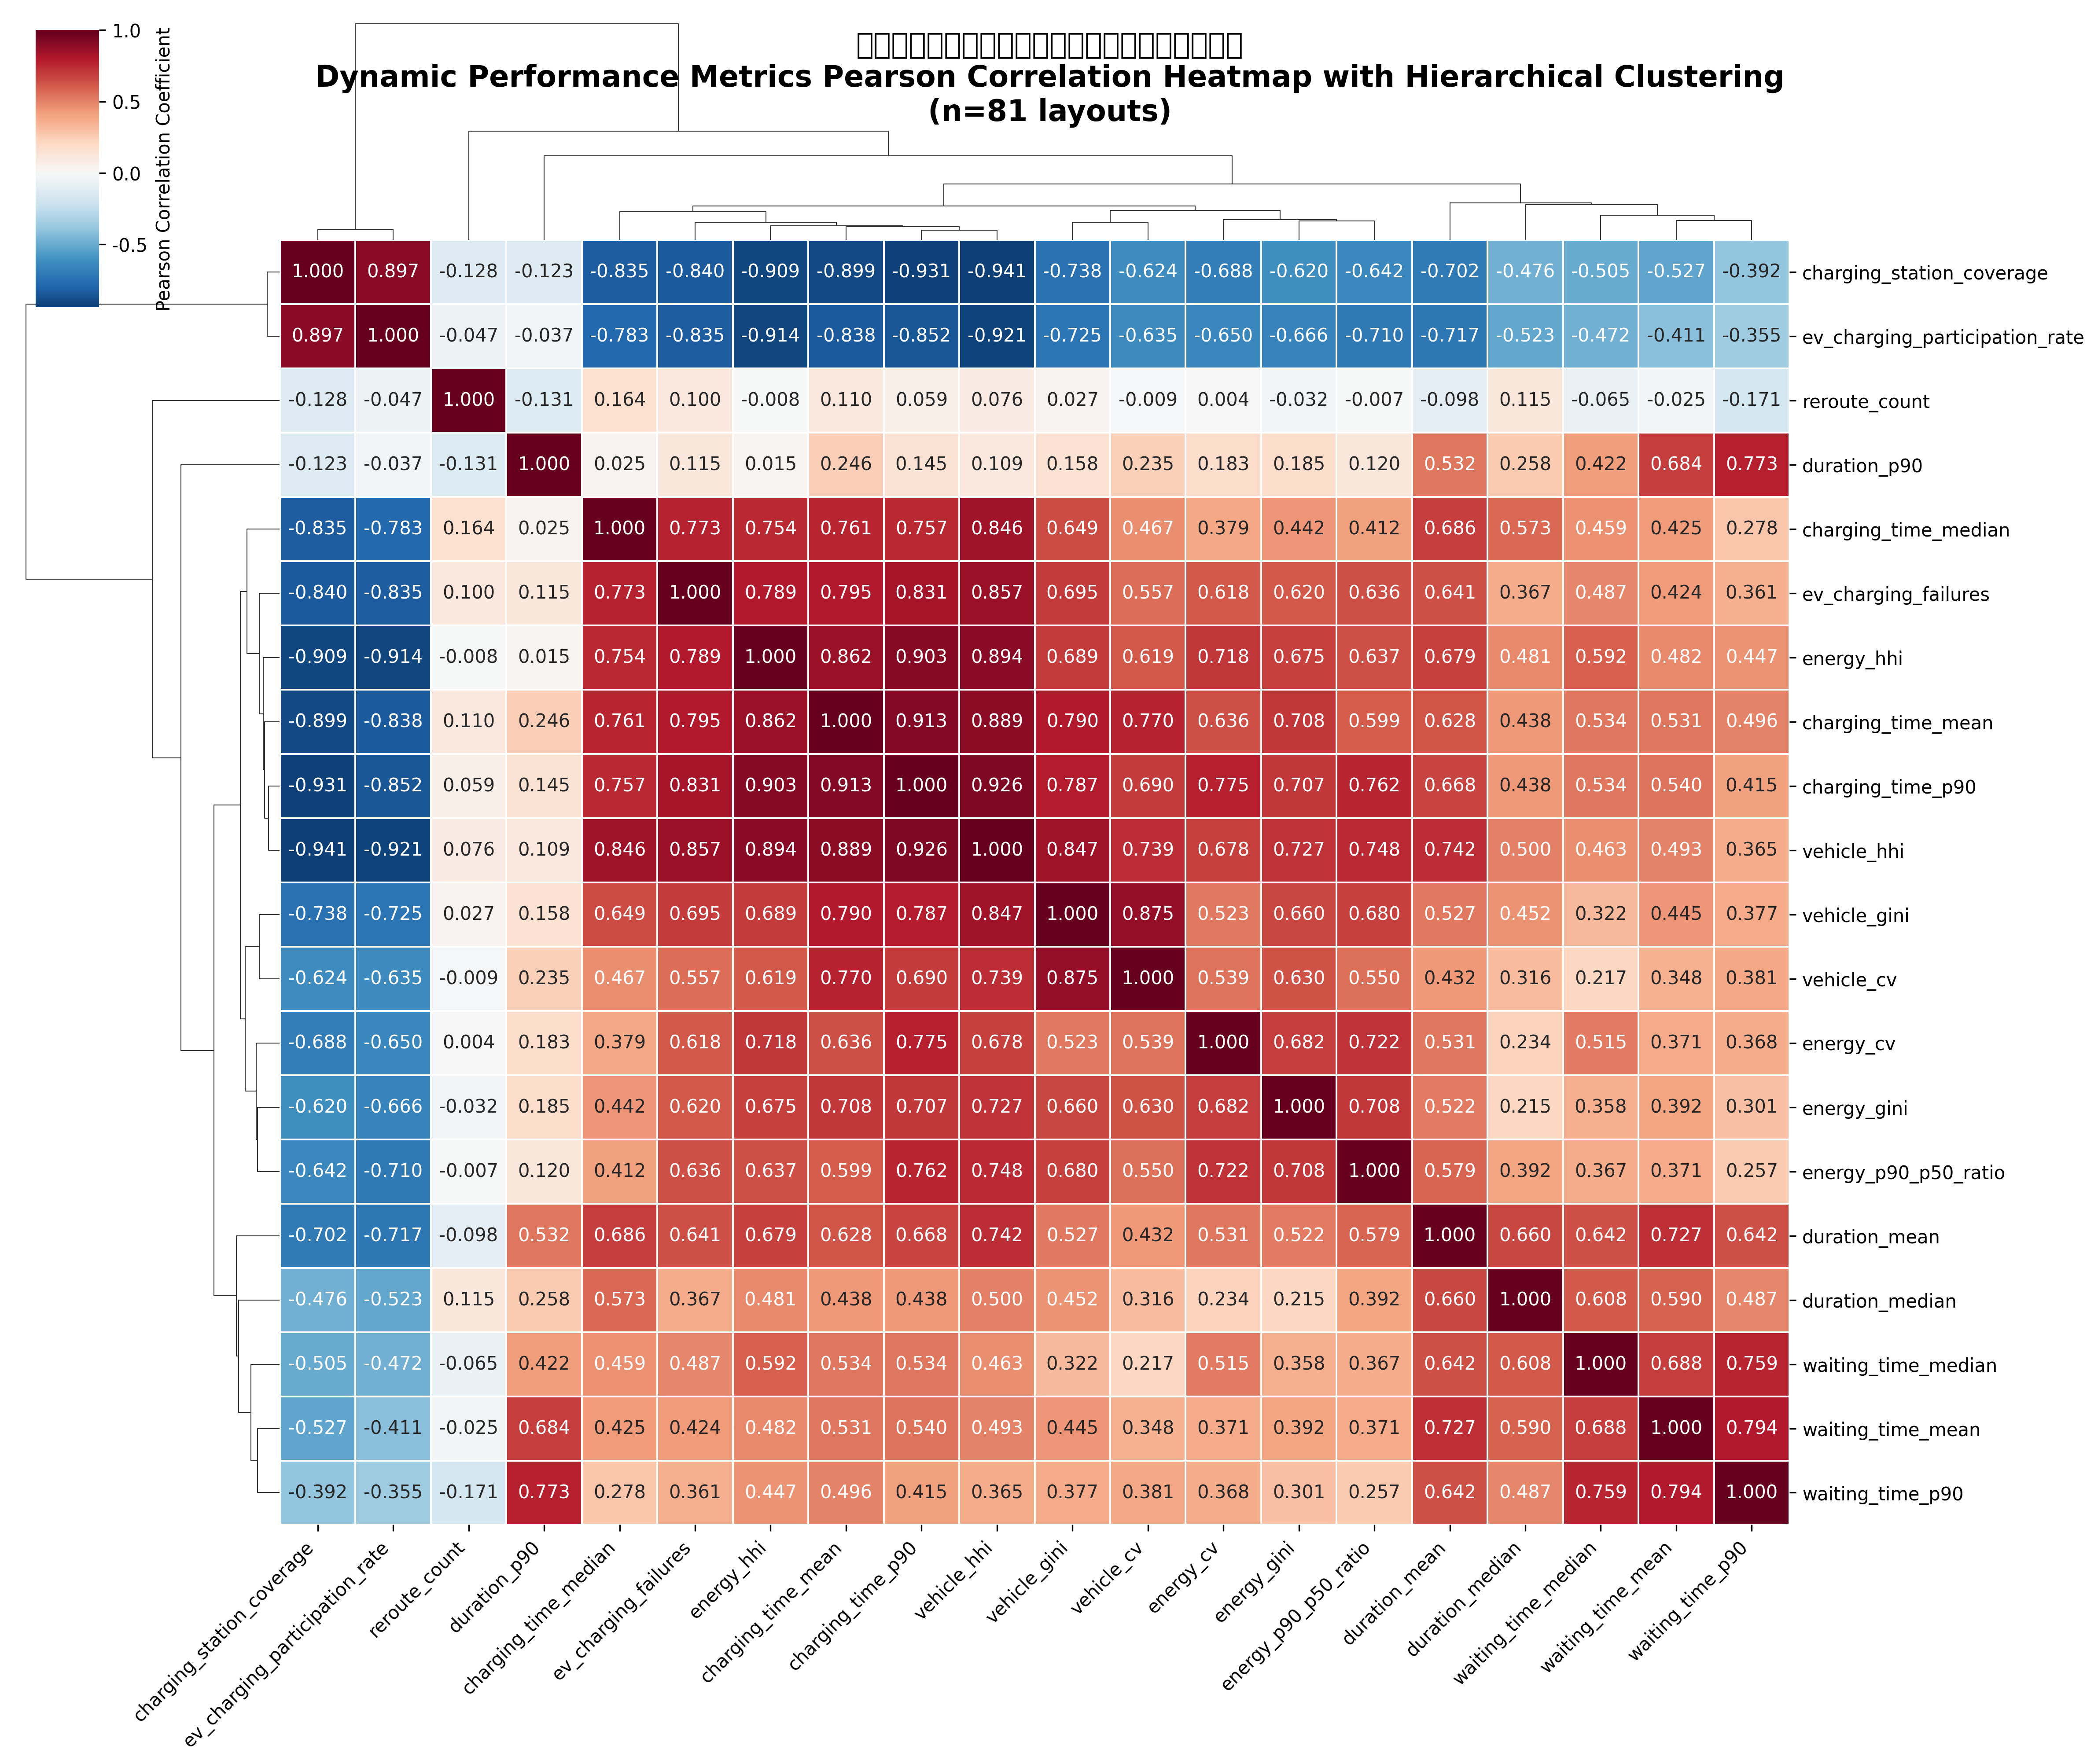 Dynamic Performance Metrics Pearson Correlation Heatmap with Hierarchical Clustering
(n=81 layouts)
1.0
0.5
0.0
-0.5
Pearson Correlation Coefficient
1.000 0.897 -0.128 -0.123 -0.835 -0.840 -0.909 -0.899 -0.931 -0.941 -0.738 -0.624 -0.688 -0.620 -0.642 -0.702 -0.476 -0.505 -0.527 -0.392 charging_station_coverage
0.897 1.000 -0.047 -0.037 -0.783 -0.835 -0.914 -0.838 -0.852 -0.921 -0.725 -0.635 -0.650 -0.666 -0.710 -0.717 -0.523 -0.472 -0.411 -0.355 ev_charging_participation_rate
-0.128 -0.047 1.000 -0.131 0.164 0.100 -0.008 0.110 0.059 0.076 0.027 -0.009 0.004 -0.032 -0.007 -0.098 0.115 -0.065 -0.025 -0.171 reroute_count
-0.123 -0.037 -0.131 1.000 0.025 0.115 0.015 0.246 0.145 0.109 0.158 0.235 0.183 0.185 0.120 0.532 0.258 0.422 0.684 0.773 duration_p90
-0.835 -0.783 0.164 0.025 1.000 0.773 0.754 0.761 0.757 0.846 0.649 0.467 0.379 0.442 0.412 0.686 0.573 0.459 0.425 0.278 charging_time_median
-0.840 -0.835 0.100 0.115 0.773 1.000 0.789 0.795 0.831 0.857 0.695 0.557 0.618 0.620 0.636 0.641 0.367 0.487 0.424 0.361 ev_charging_failures
-0.909 -0.914 -0.008 0.015 0.754 0.789 1.000 0.862 0.903 0.894 0.689 0.619 0.718 0.675 0.637 0.679 0.481 0.592 0.482 0.447 energy_hhi
-0.899 -0.838 0.110 0.246 0.761 0.795 0.862 1.000 0.913 0.889 0.790 0.770 0.636 0.708 0.599 0.628 0.438 0.534 0.531 0.496 charging_time_mean
-0.931 -0.852 0.059 0.145 0.757 0.831 0.903 0.913 1.000 0.926 0.787 0.690 0.775 0.707 0.762 0.668 0.438 0.534 0.540 0.415 charging_time_p90
-0.941 -0.921 0.076 0.109 0.846 0.857 0.894 0.889 0.926 1.000 0.847 0.739 0.678 0.727 0.748 0.742 0.500 0.463 0.493 0.365 vehicle_hhi
-0.738 -0.725 0.027 0.158 0.649 0.695 0.689 0.790 0.787 0.847 1.000 0.875 0.523 0.660 0.680 0.527 0.452 0.322 0.445 0.377 vehicle_gini
-0.624 -0.635 -0.009 0.235 0.467 0.557 0.619 0.770 0.690 0.739 0.875 1.000 0.539 0.630 0.550 0.432 0.316 0.217 0.348 0.381 vehicle_cv
-0.688 -0.650 0.004 0.183 0.379 0.618 0.718 0.636 0.775 0.678 0.523 0.539 1.000 0.682 0.722 0.531 0.234 0.515 0.371 0.368 energy_cv
-0.620 -0.666 -0.032 0.185 0.442 0.620 0.675 0.708 0.707 0.727 0.660 0.630 0.682 1.000 0.708 0.522 0.215 0.358 0.392 0.301 energy_gini
-0.642 -0.710 -0.007 0.120 0.412 0.636 0.637 0.599 0.762 0.748 0.680 0.550 0.722 0.708 1.000 0.579 0.392 0.367 0.371 0.257 energy_p90_p50_ratio
-0.702 -0.717 -0.098 0.532 0.686 0.641 0.679 0.628 0.668 0.742 0.527 0.432 0.531 0.522 0.579 1.000 0.660 0.642 0.727 0.642 duration_mean
-0.476 -0.523 0.115 0.258 0.573 0.367 0.481 0.438 0.438 0.500 0.452 0.316 0.234 0.215 0.392 0.660 1.000 0.608 0.590 0.487 duration_median
-0.505 -0.472 -0.065 0.422 0.459 0.487 0.592 0.534 0.534 0.463 0.322 0.217 0.515 0.358 0.367 0.642 0.608 1.000 0.688 0.759 waiting_time_median
-0.527 -0.411 -0.025 0.684 0.425 0.424 0.482 0.531 0.540 0.493 0.445 0.348 0.371 0.392 0.371 0.727 0.590 0.688 1.000 0.794 waiting_time_mean
-0.392 -0.355 -0.171 0.773 0.278 0.361 0.447 0.496 0.415 0.365 0.377 0.381 0.368 0.301 0.257 0.642 0.487 0.759 0.794 1.000 waiting_time_p90
charging_station_coverage
ev_charging_participation_rate
reroute_count
duration_p90
charging_time_median
ev_charging_failures
energy_hhi
charging_time_mean
charging_time_p90
vehicle_hhi
vehicle_gini
vehicle_cv
energy_cv
energy_gini
energy_p90_p50_ratio
duration_mean
duration_median
waiting_time_median
waiting_time_mean
waiting_time_p90